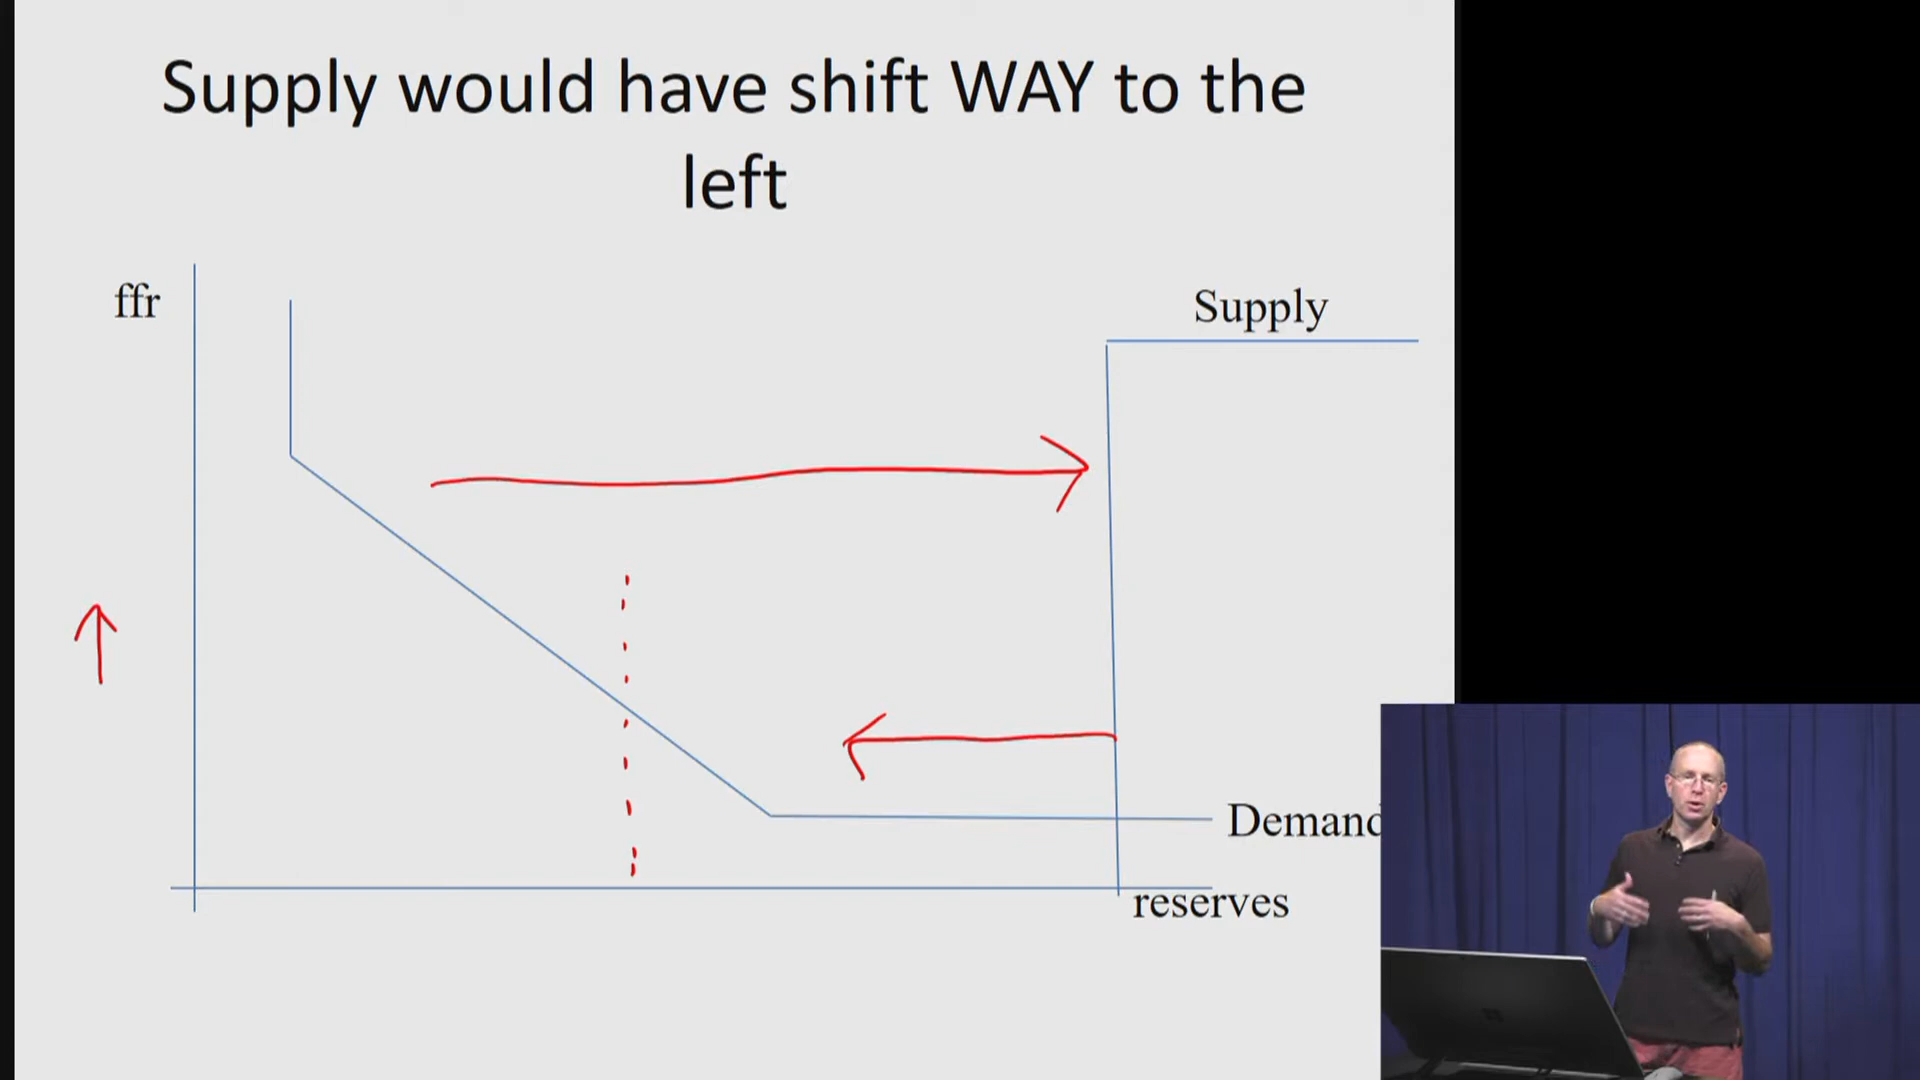 Supply would have shift WAY to the
left
ffr
Supply
Demand
reserves